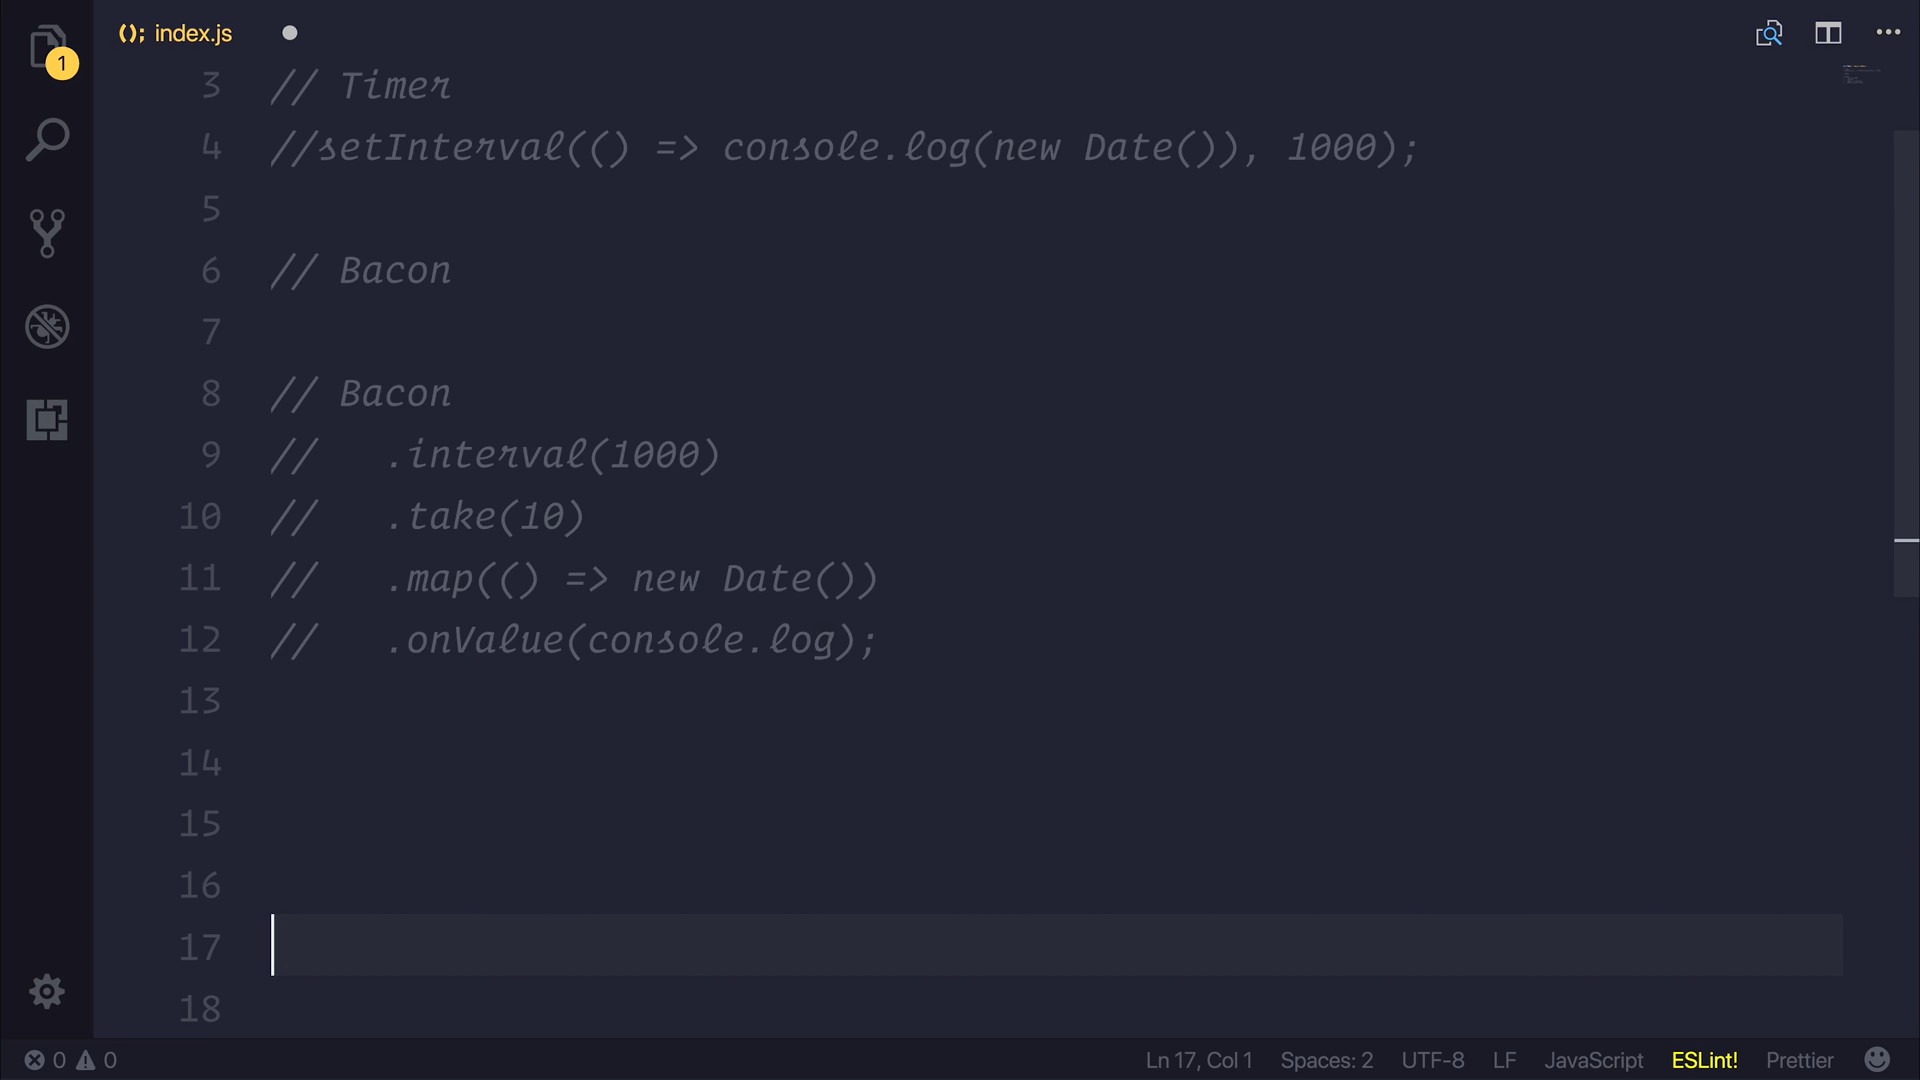 1
(); index.js
3 // Timer
4 //setInterval(() => console.log(new Date()), 1000);
5
6 // Bacon
7
8 // Bacon
9 //   .interval(1000)
10 //   .take(10)
11 //   .map(() => new Date())
12 //   .onValue(console.log);
13
14
15
16
17
18
0 0 Ln 17, Col 1 Spaces: 2 UTF-8 LF JavaScript ESLint! Prettier